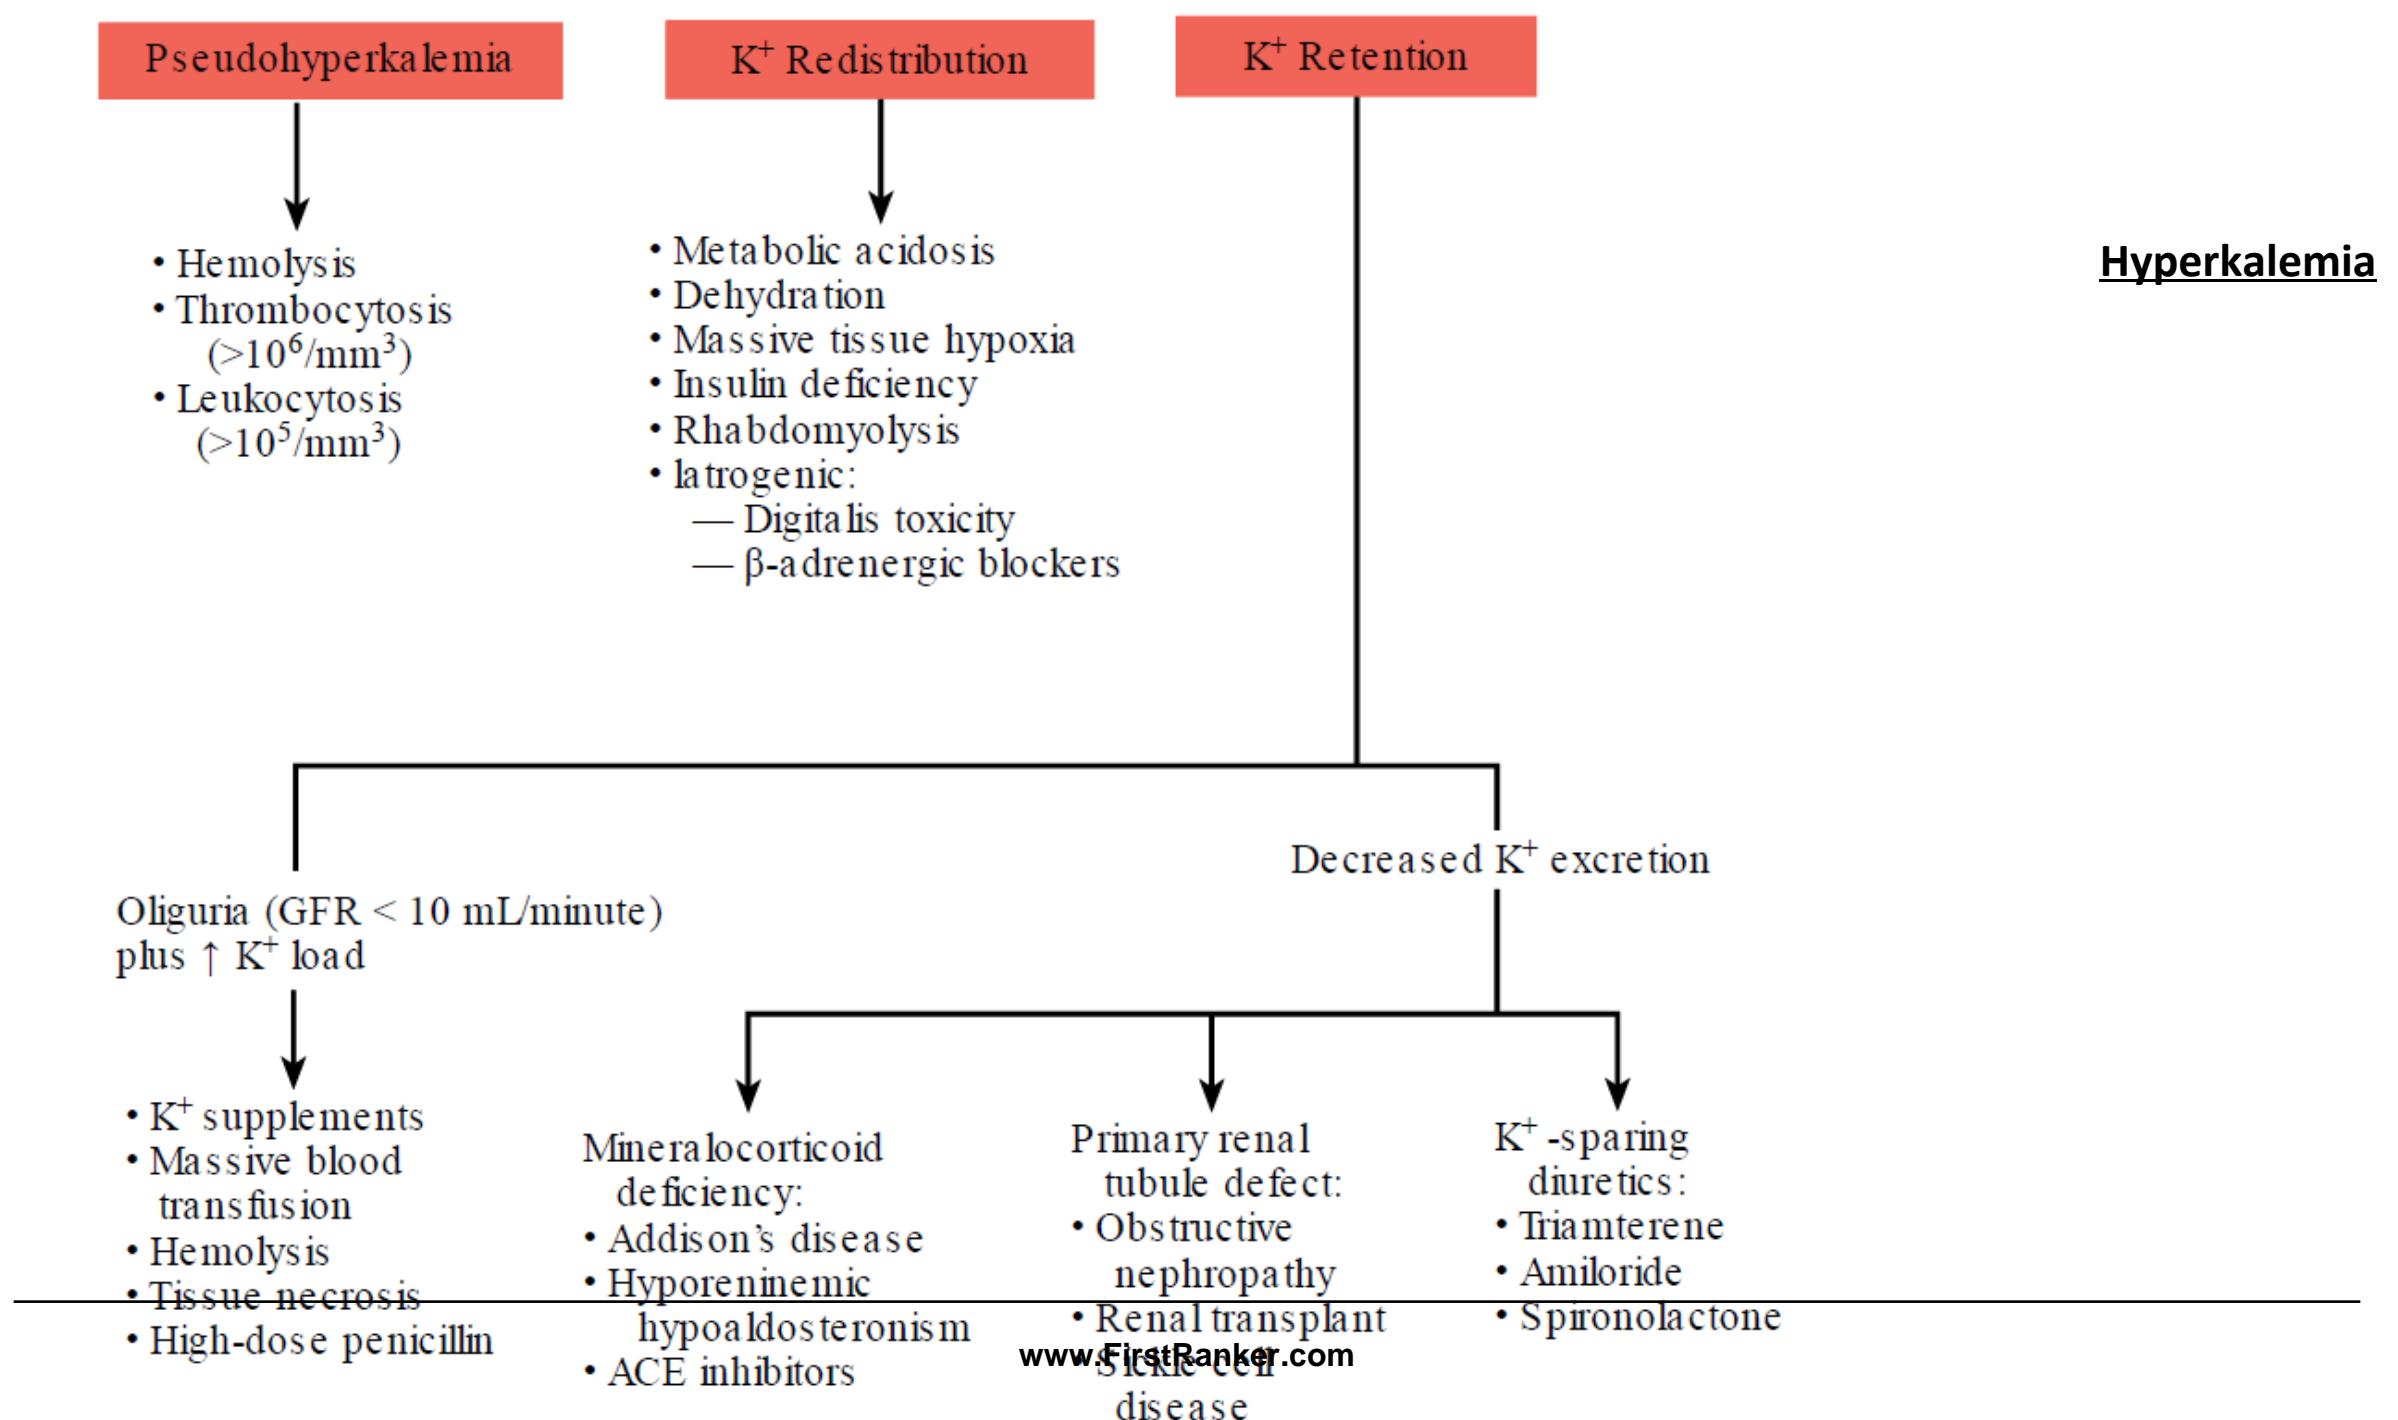 Pseudohyperkalemia
K+ Redistribution
K+ Retention
Hyperkalemia
• Hemolysis
• Thrombocytosis
(>10⁶/mm³)
• Leukocytosis
(>10⁵/mm³)
• Metabolic acidosis
• Dehydration
• Massive tissue hypoxia
• Insulin deficiency
• Rhabdomyolysis
• Iatrogenic:
— Digitalis toxicity
— β-adrenergic blockers
Oliguria (GFR < 10 mL/minute)
plus ↑ K+ load
Decreased K+ excretion
• K+ supplements
• Massive blood
transfusion
• Hemolysis
• Tissue necrosis
• High-dose penicillin
Mineralocorticoid
deficiency:
• Addison’s disease
• Hyporeninemic
hypoaldosteronism
• ACE inhibitors
Primary renal
tubule defect:
• Obstructive
nephropathy
• Renal transplant
• Sickle cell
disease
K+ -sparing
diuretics:
• Triamterene
• Amiloride
• Spironolactone
www.FirstRanker.com